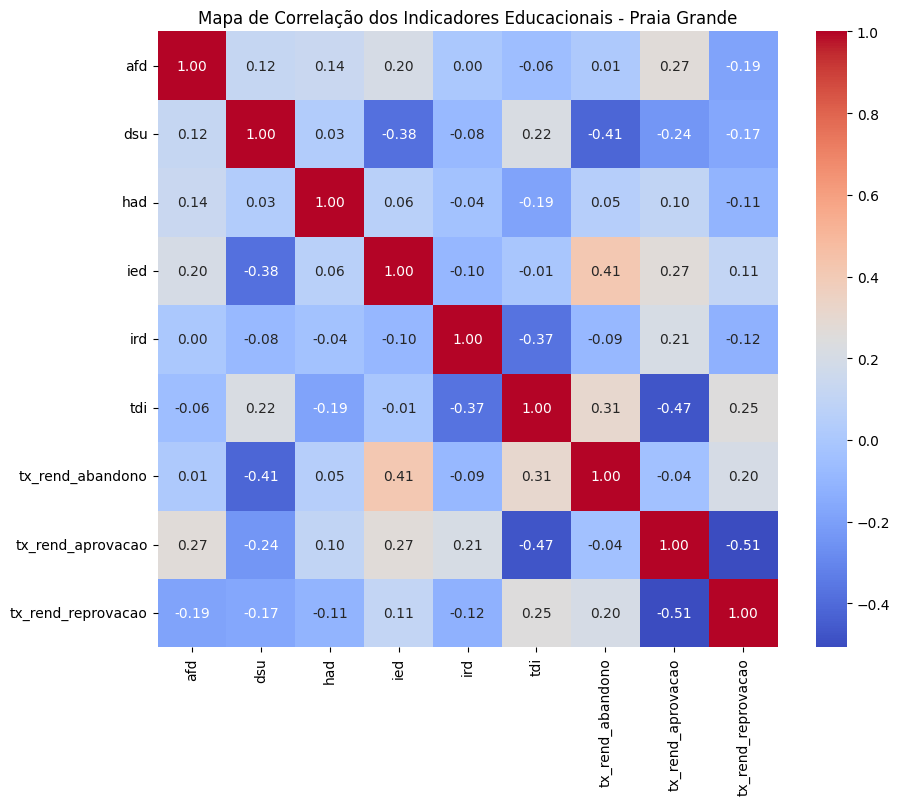 Mapa de Correlação dos Indicadores Educacionais - Praia Grande
afd 1.00 0.12 0.14 0.20 0.00 -0.06 0.01 0.27 -0.19
dsu 0.12 1.00 0.03 -0.38 -0.08 0.22 -0.41 -0.24 -0.17
had 0.14 0.03 1.00 0.06 -0.04 -0.19 0.05 0.10 -0.11
ied 0.20 -0.38 0.06 1.00 -0.10 -0.01 0.41 0.27 0.11
ird 0.00 -0.08 -0.04 -0.10 1.00 -0.37 -0.09 0.21 -0.12
tdi -0.06 0.22 -0.19 -0.01 -0.37 1.00 0.31 -0.47 0.25
tx_rend_abandono 0.01 -0.41 0.05 0.41 -0.09 0.31 1.00 -0.04 0.20
tx_rend_aprovacao 0.27 -0.24 0.10 0.27 0.21 -0.47 -0.04 1.00 -0.51
tx_rend_reprovacao -0.19 -0.17 -0.11 0.11 -0.12 0.25 0.20 -0.51 1.00
afd dsu had ied ird tdi tx_rend_abandono tx_rend_aprovacao tx_rend_reprovacao
1.0
0.8
0.6
0.4
0.2
0.0
-0.2
-0.4